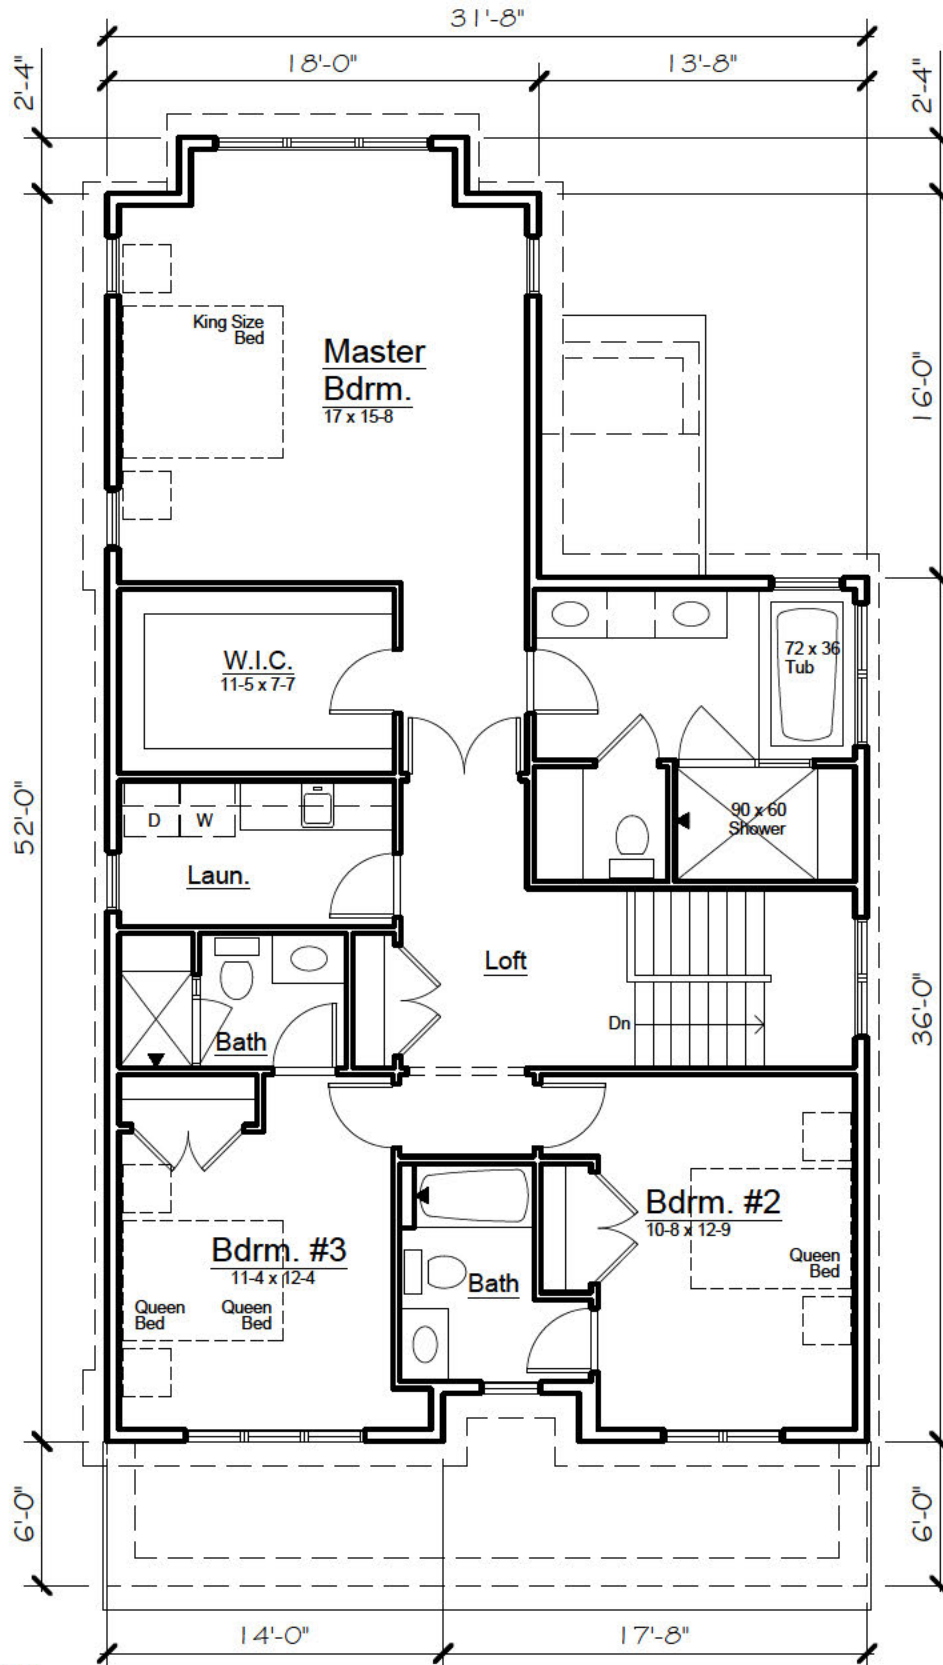 31'-8"
18'-0"
13'-8"
2'-4"
2'-4"
King Size
Bed
Master
Bdrm.
17 x 15-8
16'-0"
W.I.C.
11-5 x 7-7
72 x 36
Tub
D
W
90 x 60
Shower
52'-0"
Laun.
Loft
36'-0"
Dn
Bath
Bdrm. #2
10-8 x 12-9
Bdrm. #3
11-4 x 12-4
Queen
Bed
Bath
Queen
Bed
Queen
Bed
6'-0"
6'-0"
14'-0"
17'-8"